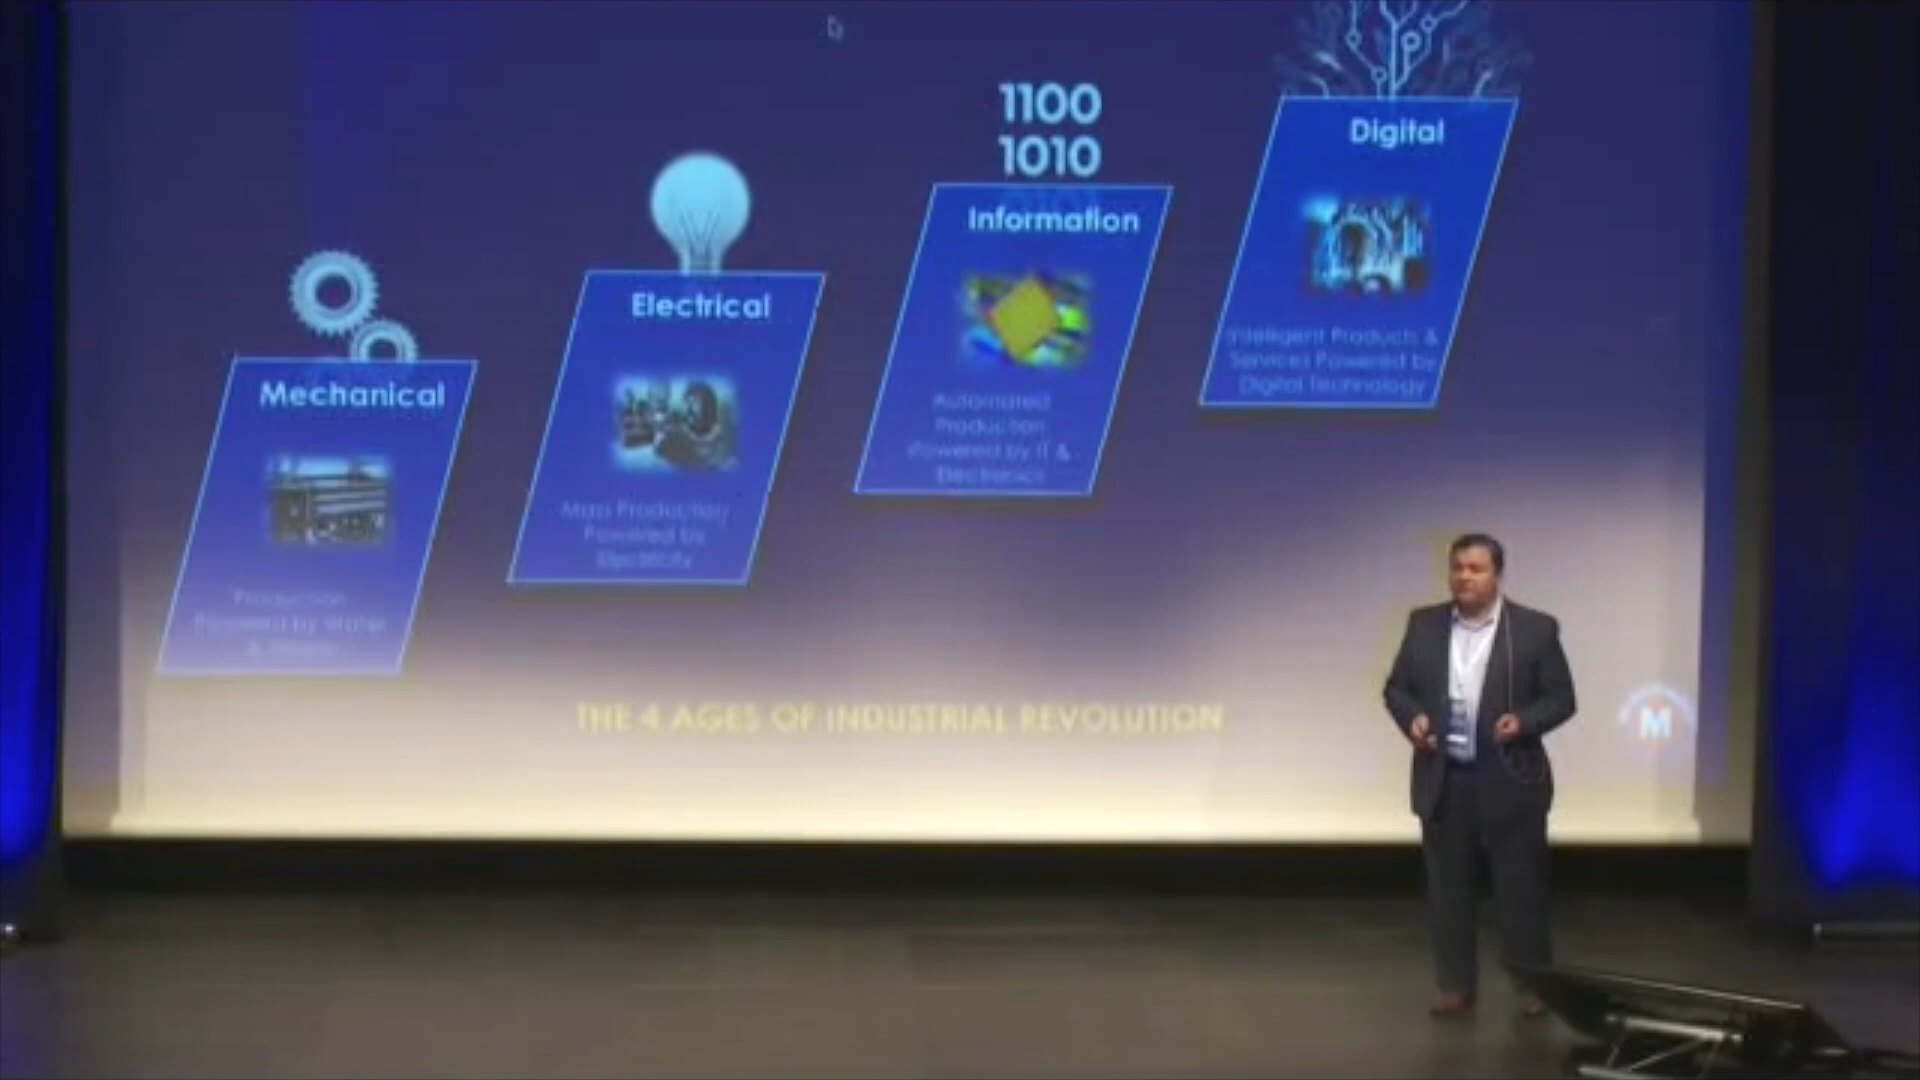 1100
1010
Digital
Information
Intelligent Products &
Services Powered by
Digital Technology
Electrical
Automated
Production
Powered by IT &
Electronics
Mechanical
Mass Production
Powered by
Electricity
Production
Powered by Water
THE 4 AGES OF INDUSTRIAL REVOLUTION
M